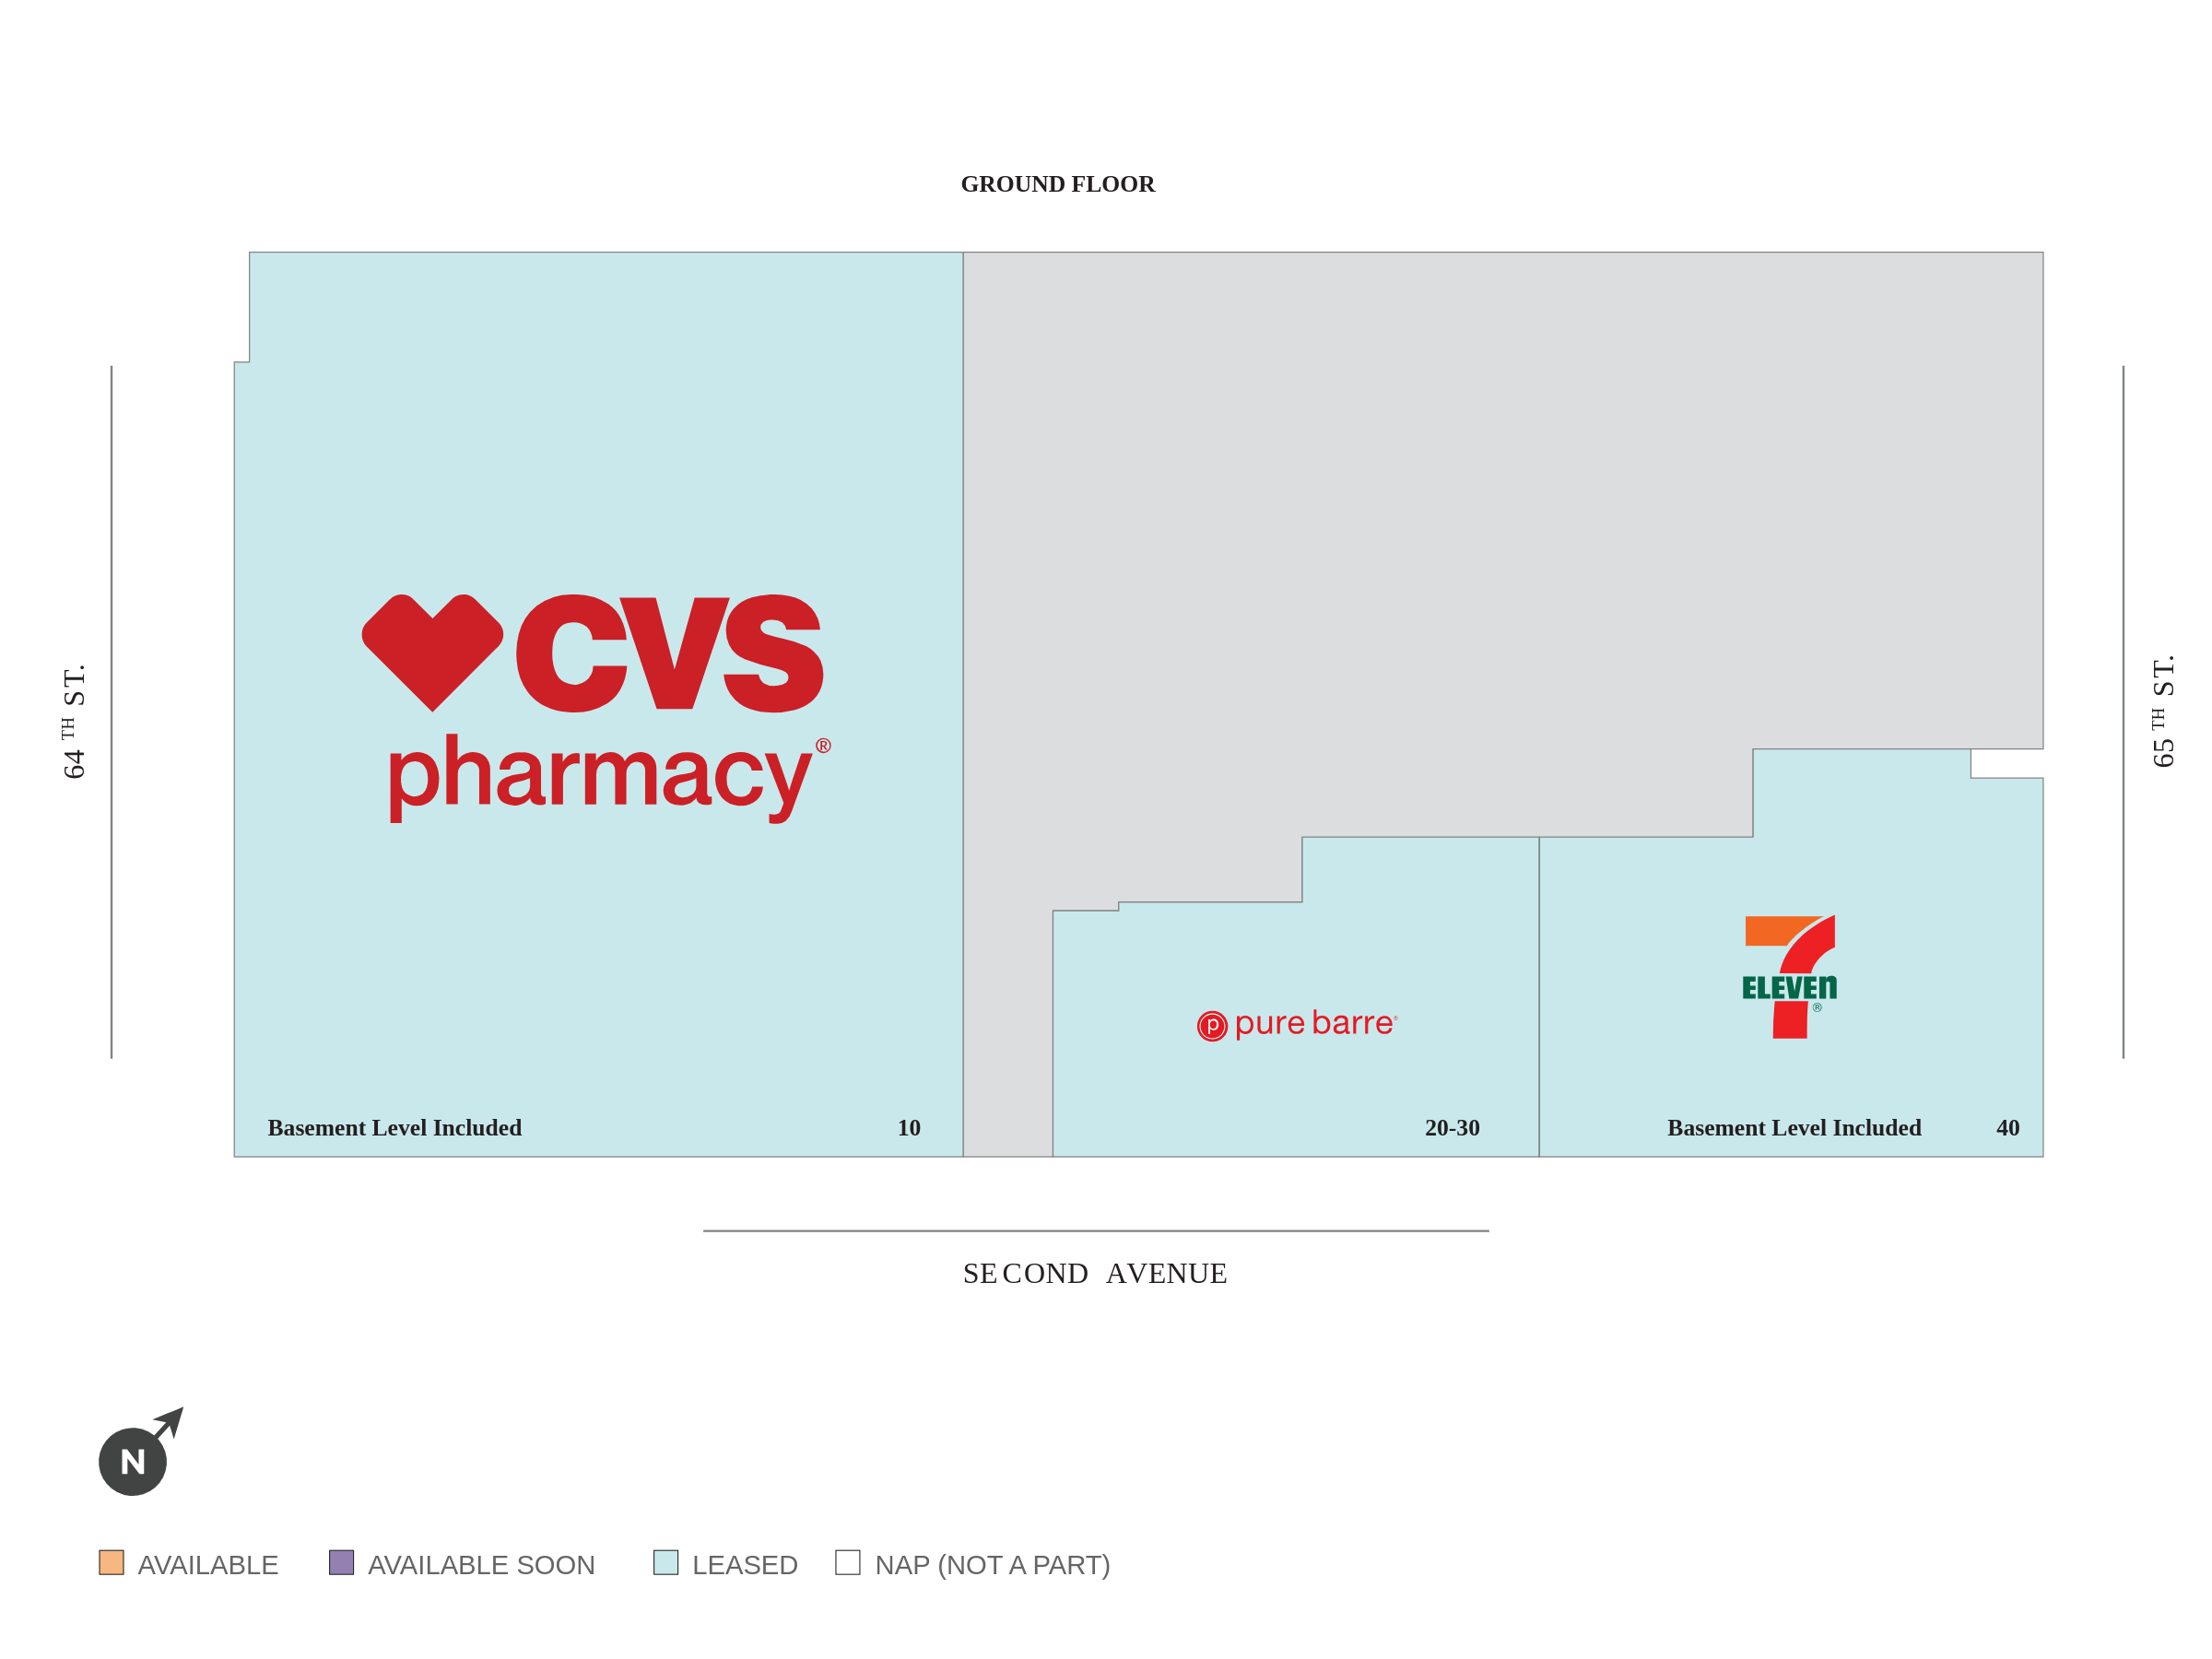 GROUND FLOOR
64 TH ST.
65 TH ST.
CVS
pharmacy®
p pure barre®
7
ELEVEn
®
Basement Level Included 10
20-30
Basement Level Included 40
SECOND AVENUE
N
AVAILABLE AVAILABLE SOON LEASED NAP (NOT A PART)